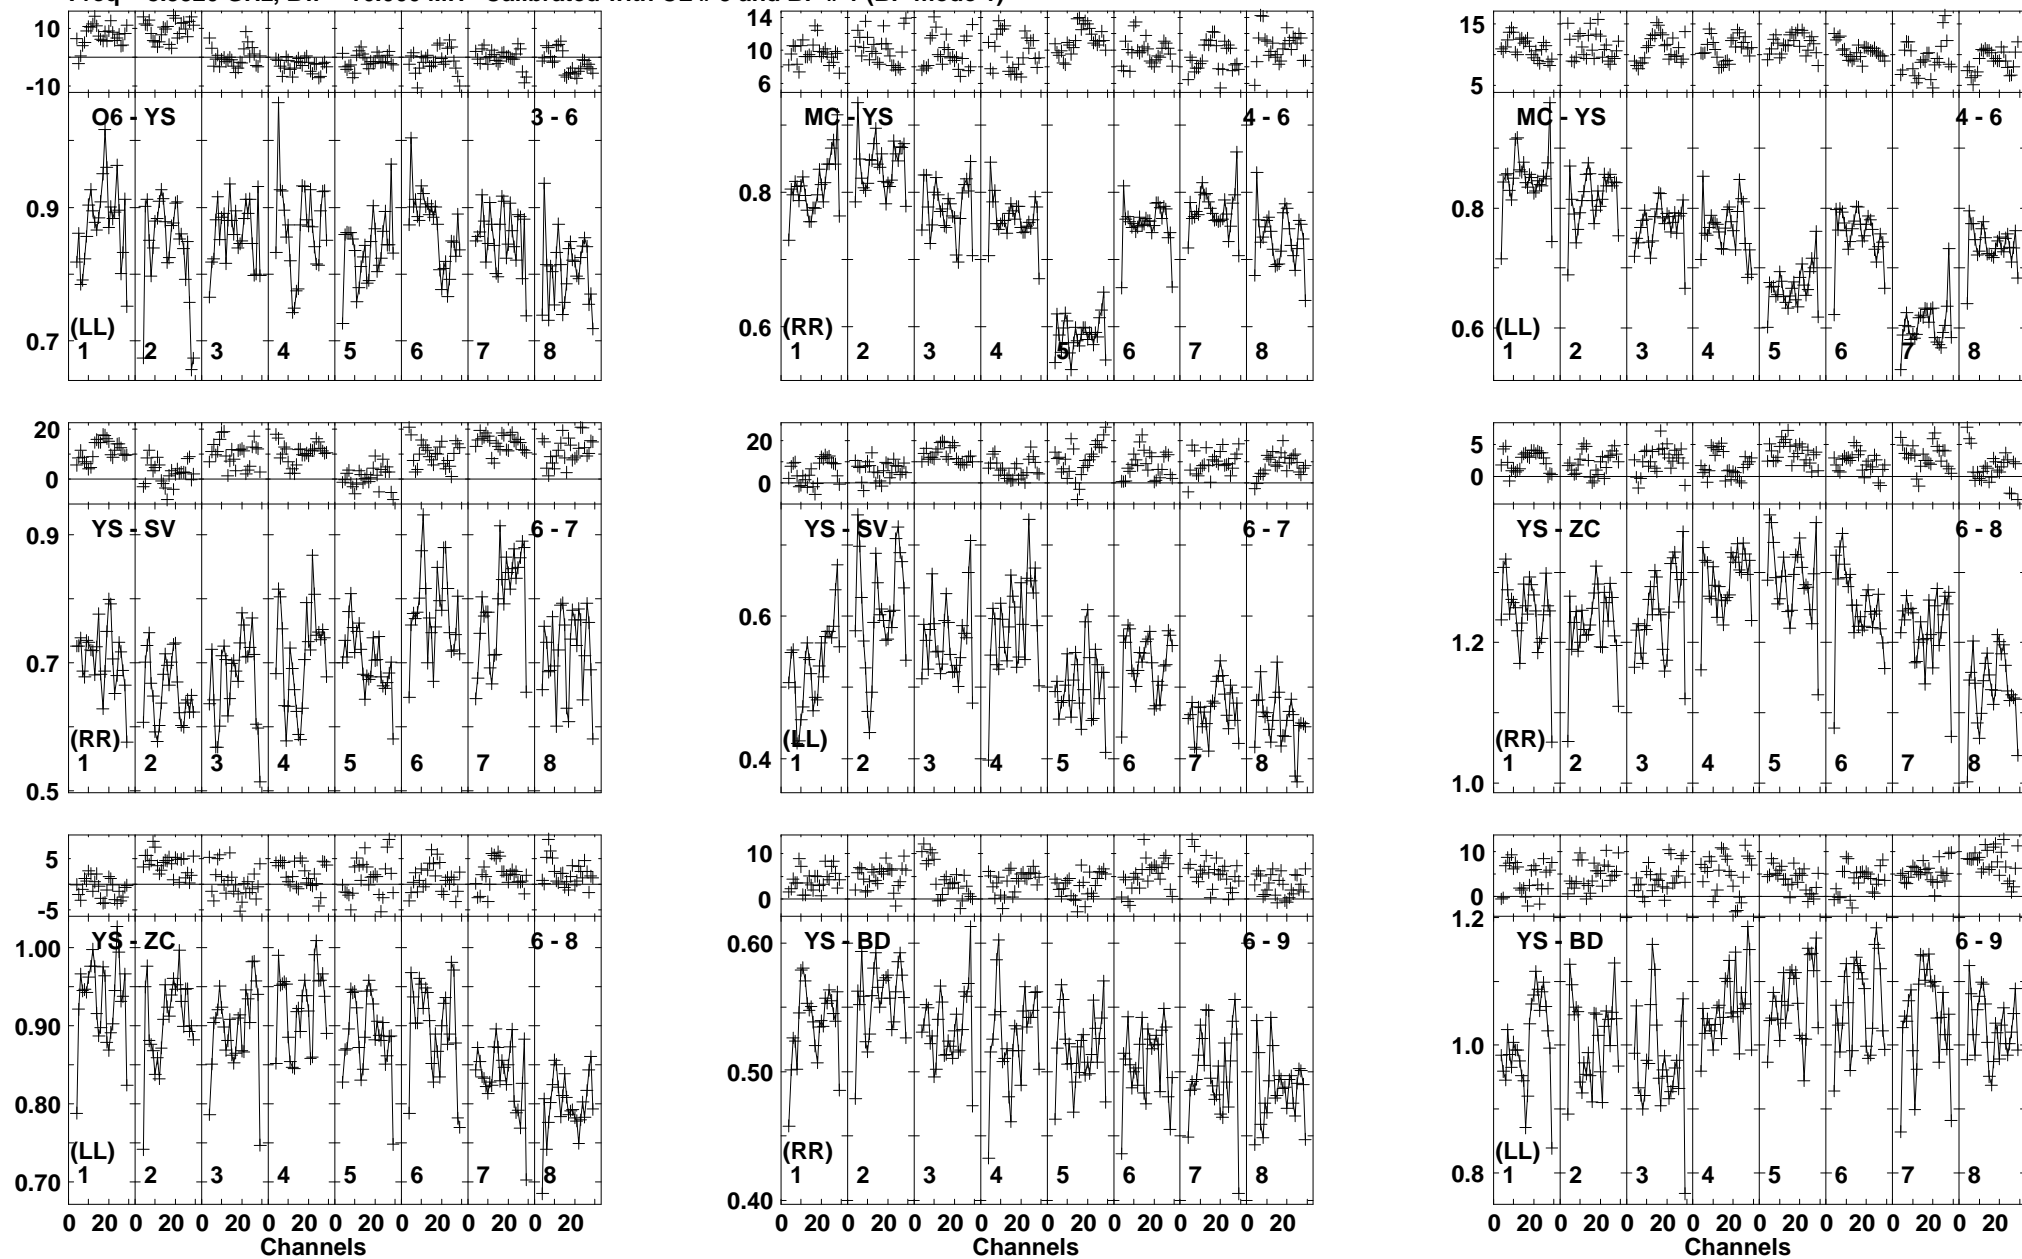 10
-10
O6 - YS 3 - 6
0.9
0.7
(LL)
1 2 3 4 5 6 7 8
14
10
6
MC - YS 4 - 6
0.8
0.6
(RR)
1 2 3 4 5 6 7 8
15
5
MC - YS 4 - 6
0.8
0.6
(LL)
1 2 3 4 5 6 7 8
20
0
YS - SV 6 - 7
0.9
0.7
0.5
(RR)
1 2 3 4 5 6 7 8
20
0
YS - SV 6 - 7
0.6
0.4
(LL)
1 2 3 4 5 6 7 8
5
0
YS - ZC 6 - 8
1.2
1.0
(RR)
1 2 3 4 5 6 7 8
5
-5
YS - ZC 6 - 8
1.00
0.90
0.80
0.70
(LL)
1 2 3 4 5 6 7 8
0 20 0 20 0 20 0 20 0 20 0 20 0 20 0 20
Channels
10
0
YS - BD 6 - 9
0.60
0.50
0.40
(RR)
1 2 3 4 5 6 7 8
0 20 0 20 0 20 0 20 0 20 0 20 0 20 0 20
Channels
10
0
YS - BD 6 - 9
1.2
1.0
0.8
(LL)
1 2 3 4 5 6 7 8
0 20 0 20 0 20 0 20 0 20 0 20 0 20 0 20
Channels